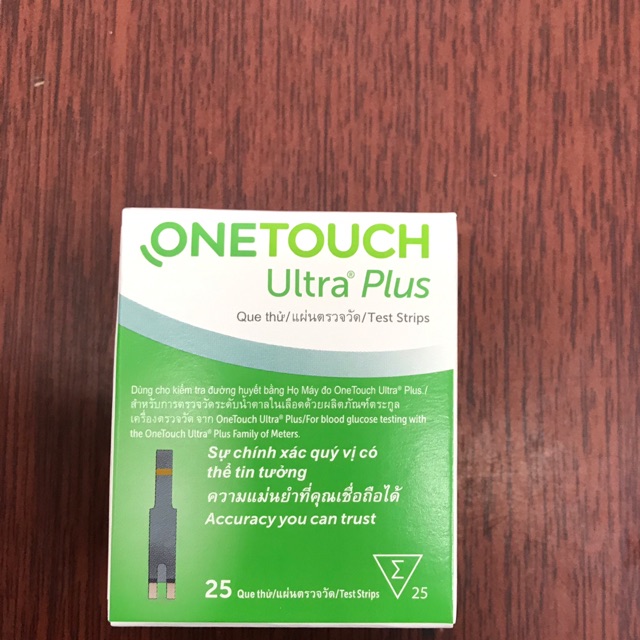 ONETOUCH
Ultra® Plus
Que thử/แผ่นตรวจวัด/Test Strips
Dùng cho kiểm tra đường huyết bằng Họ Máy đo OneTouch Ultra® Plus./
สำหรับการตรวจวัดระดับน้ำตาลในเลือดด้วยผลิตภัณฑ์ตระกูล
เครื่องตรวจวัด จาก OneTouch Ultra® Plus/For blood glucose testing with
the OneTouch Ultra® Plus Family of Meters.
Sự chính xác quý vị có
thể tin tưởng
ความแม่นยำที่คุณเชื่อถือได้
Accuracy you can trust
25 Que thử/แผ่นตรวจวัด/Test Strips
Σ 25